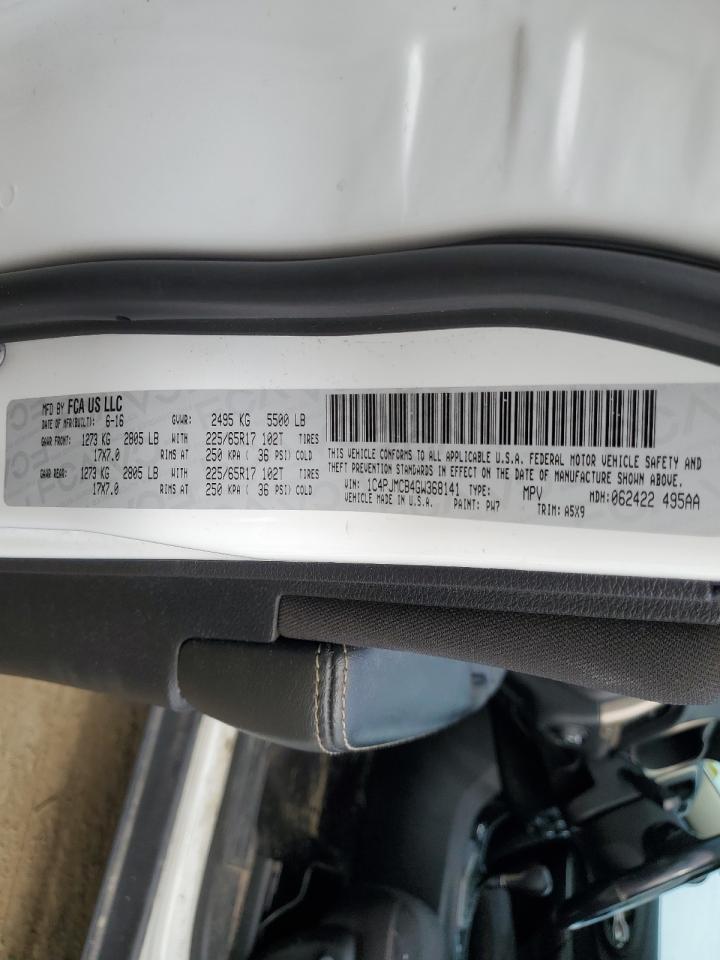 MFD BY FCA US LLC
DATE OF MFR(BUILT): 6-16 GVWR: 2495 KG 5500 LB
GAWR FRONT: 1273 KG 2805 LB WITH 225/65R17 102T TIRES
17X7.0 RIMS AT 250 KPA ( 36 PSI) COLD
GAWR REAR: 1273 KG 2805 LB WITH 225/65R17 102T TIRES
17X7.0 RIMS AT 250 KPA ( 36 PSI) COLD
THIS VEHICLE CONFORMS TO ALL APPLICABLE U.S.A. FEDERAL MOTOR VEHICLE SAFETY AND
THEFT PREVENTION STANDARDS IN EFFECT ON THE DATE OF MANUFACTURE SHOWN ABOVE.
VIN: 1C4PJMCB4GW368141 TYPE: MPV MDH: 062422 495AA
VEHICLE MADE IN U.S.A. PAINT: PW7 TRIM: A5X9